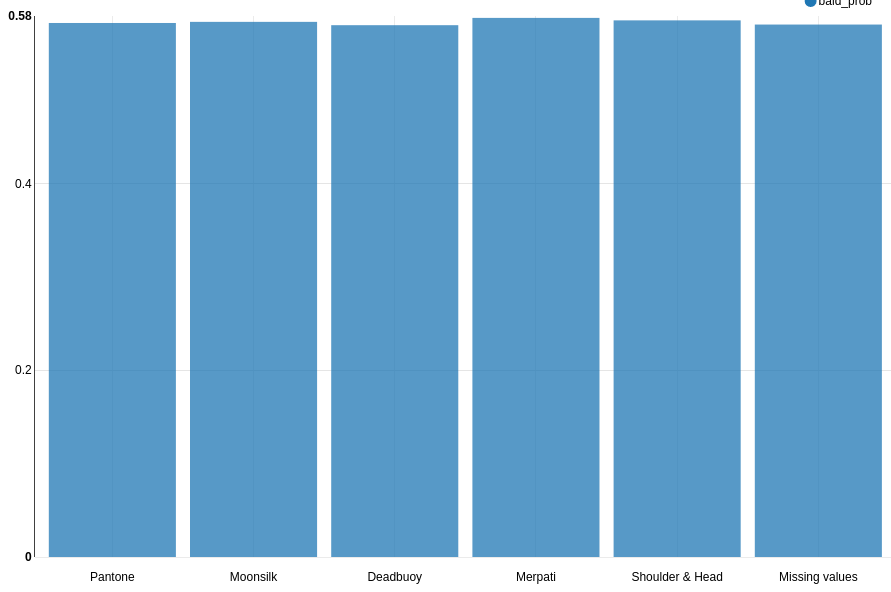 bald_prob
0.58
0.4
0.2
0
Pantone Moonsilk Deadbuoy Merpati Shoulder & Head Missing values